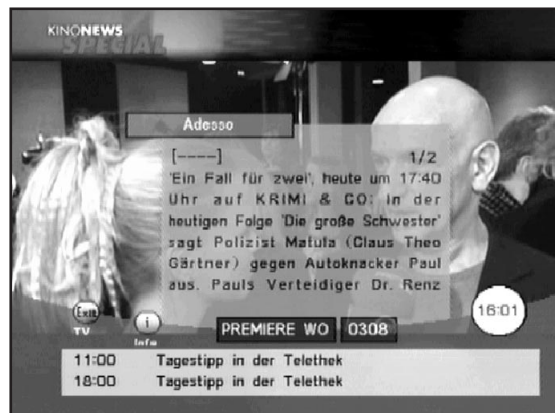 KINONEWS
SPECIAL
Adesso
[----] 1/2
'Ein Fall für zwei', heute um 17:40
Uhr auf KRIMI & CO: In der
heutigen Folge 'Die große Schwester'
sagt Polizist Matula (Claus Theo
Gärtner) gegen Autoknacker Paul
aus. Pauls Verteidiger Dr. Renz
Exit
TV
i
Info
PREMIERE WO 0308
16:01
11:00 Tagestipp in der Telethek
18:00 Tagestipp in der Telethek